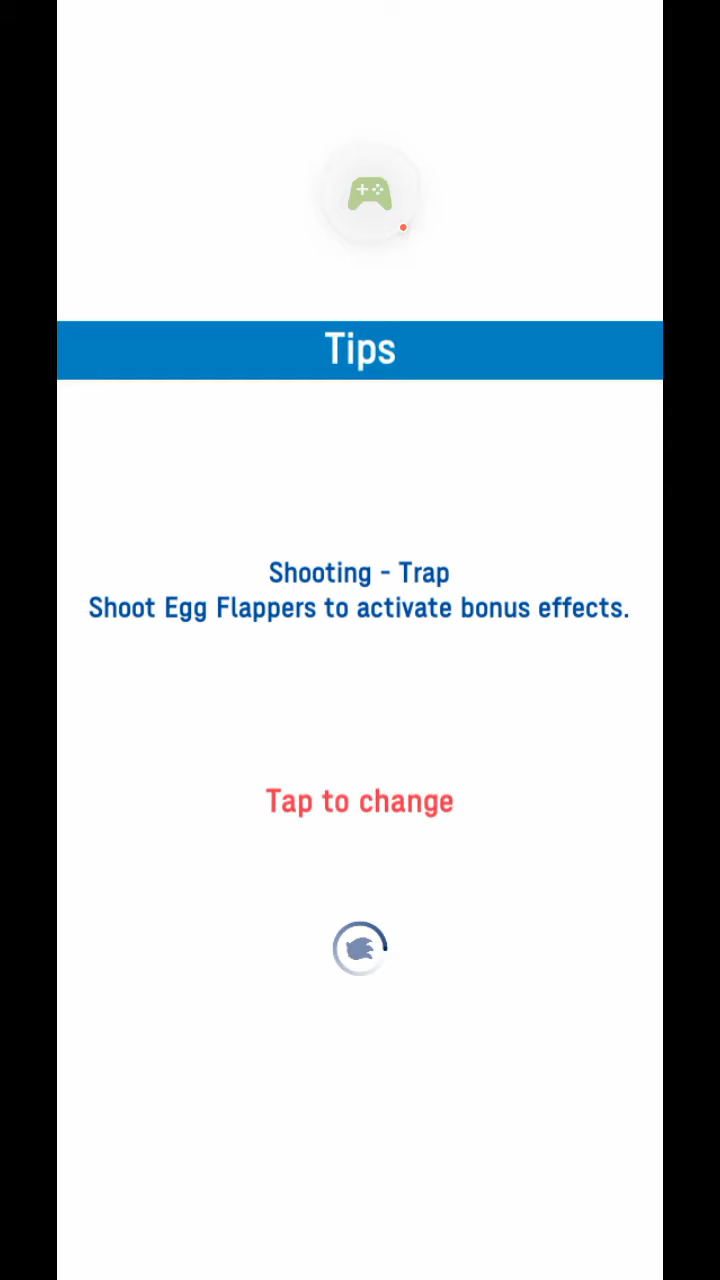 Tips
Shooting - Trap
Shoot Egg Flappers to activate bonus effects.
Tap to change